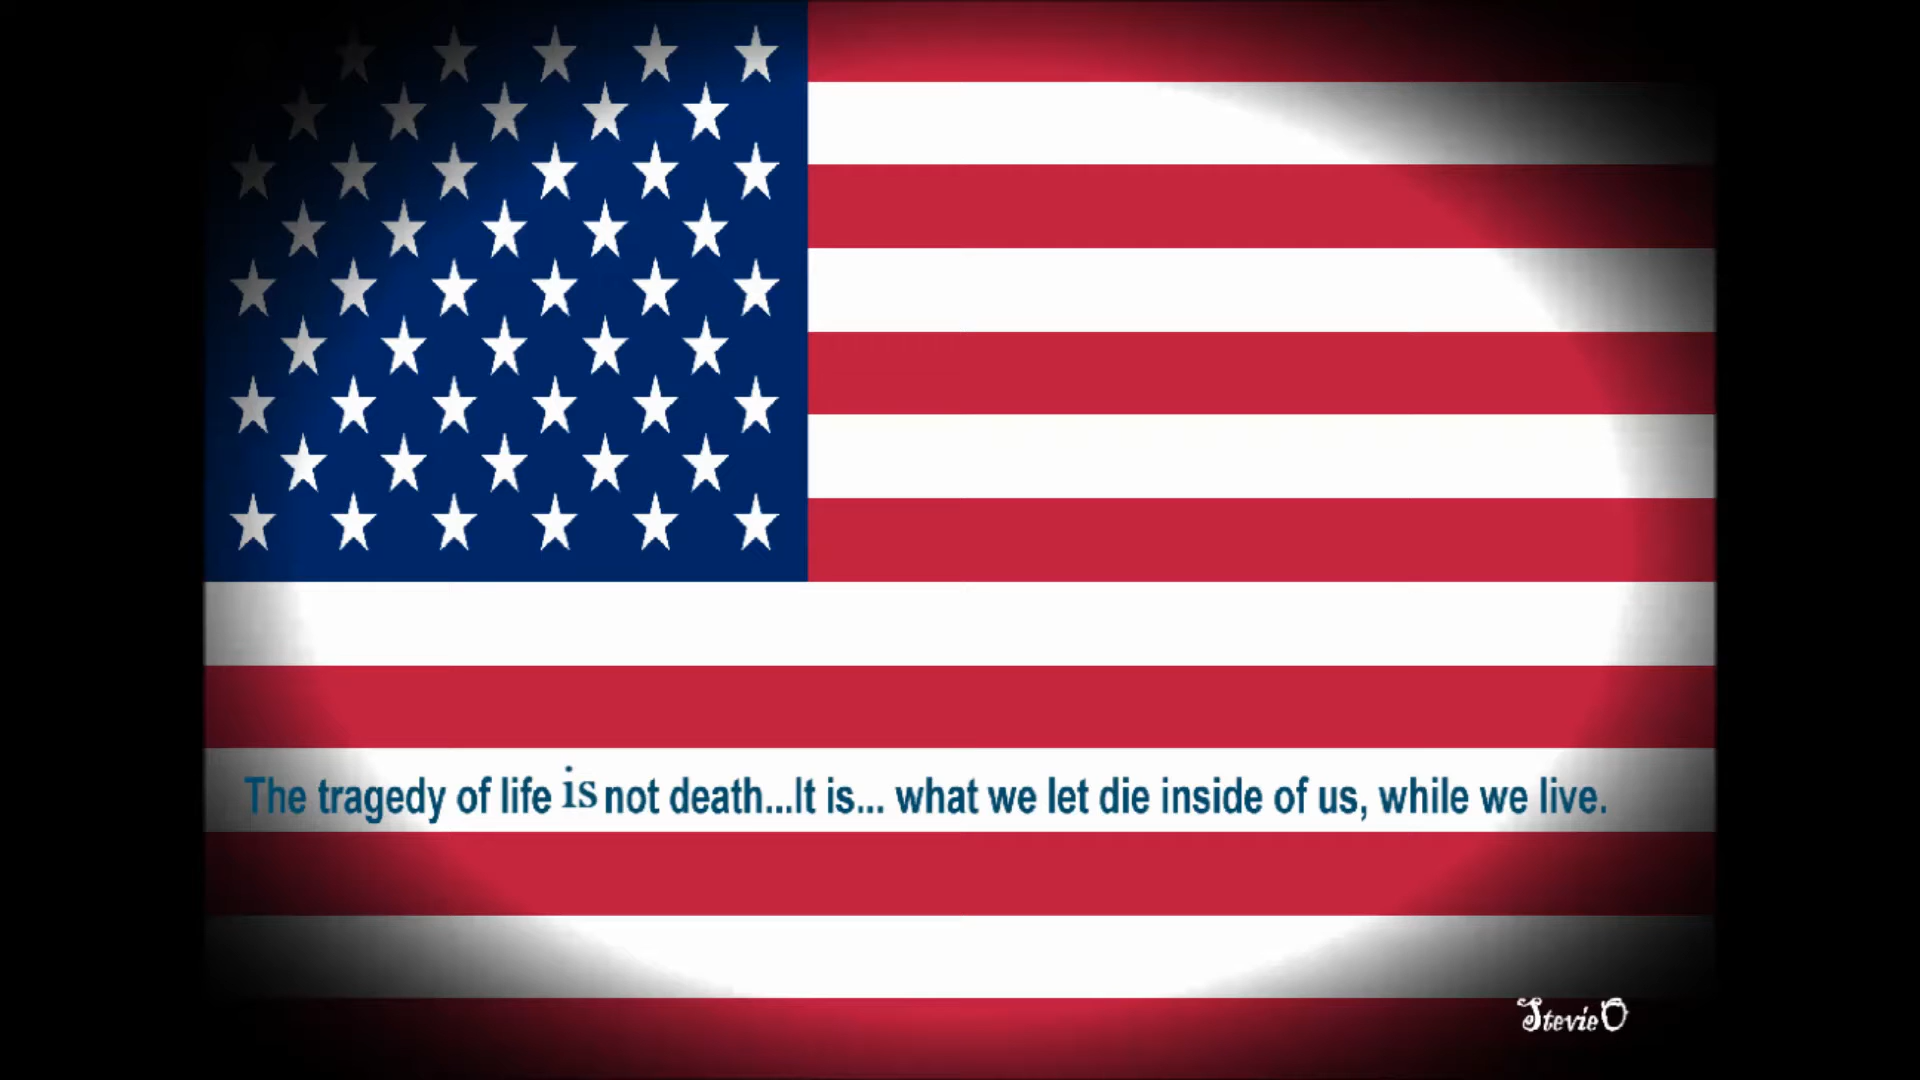 The tragedy of life is not death...It is... what we let die inside of us, while we live.
StevieO